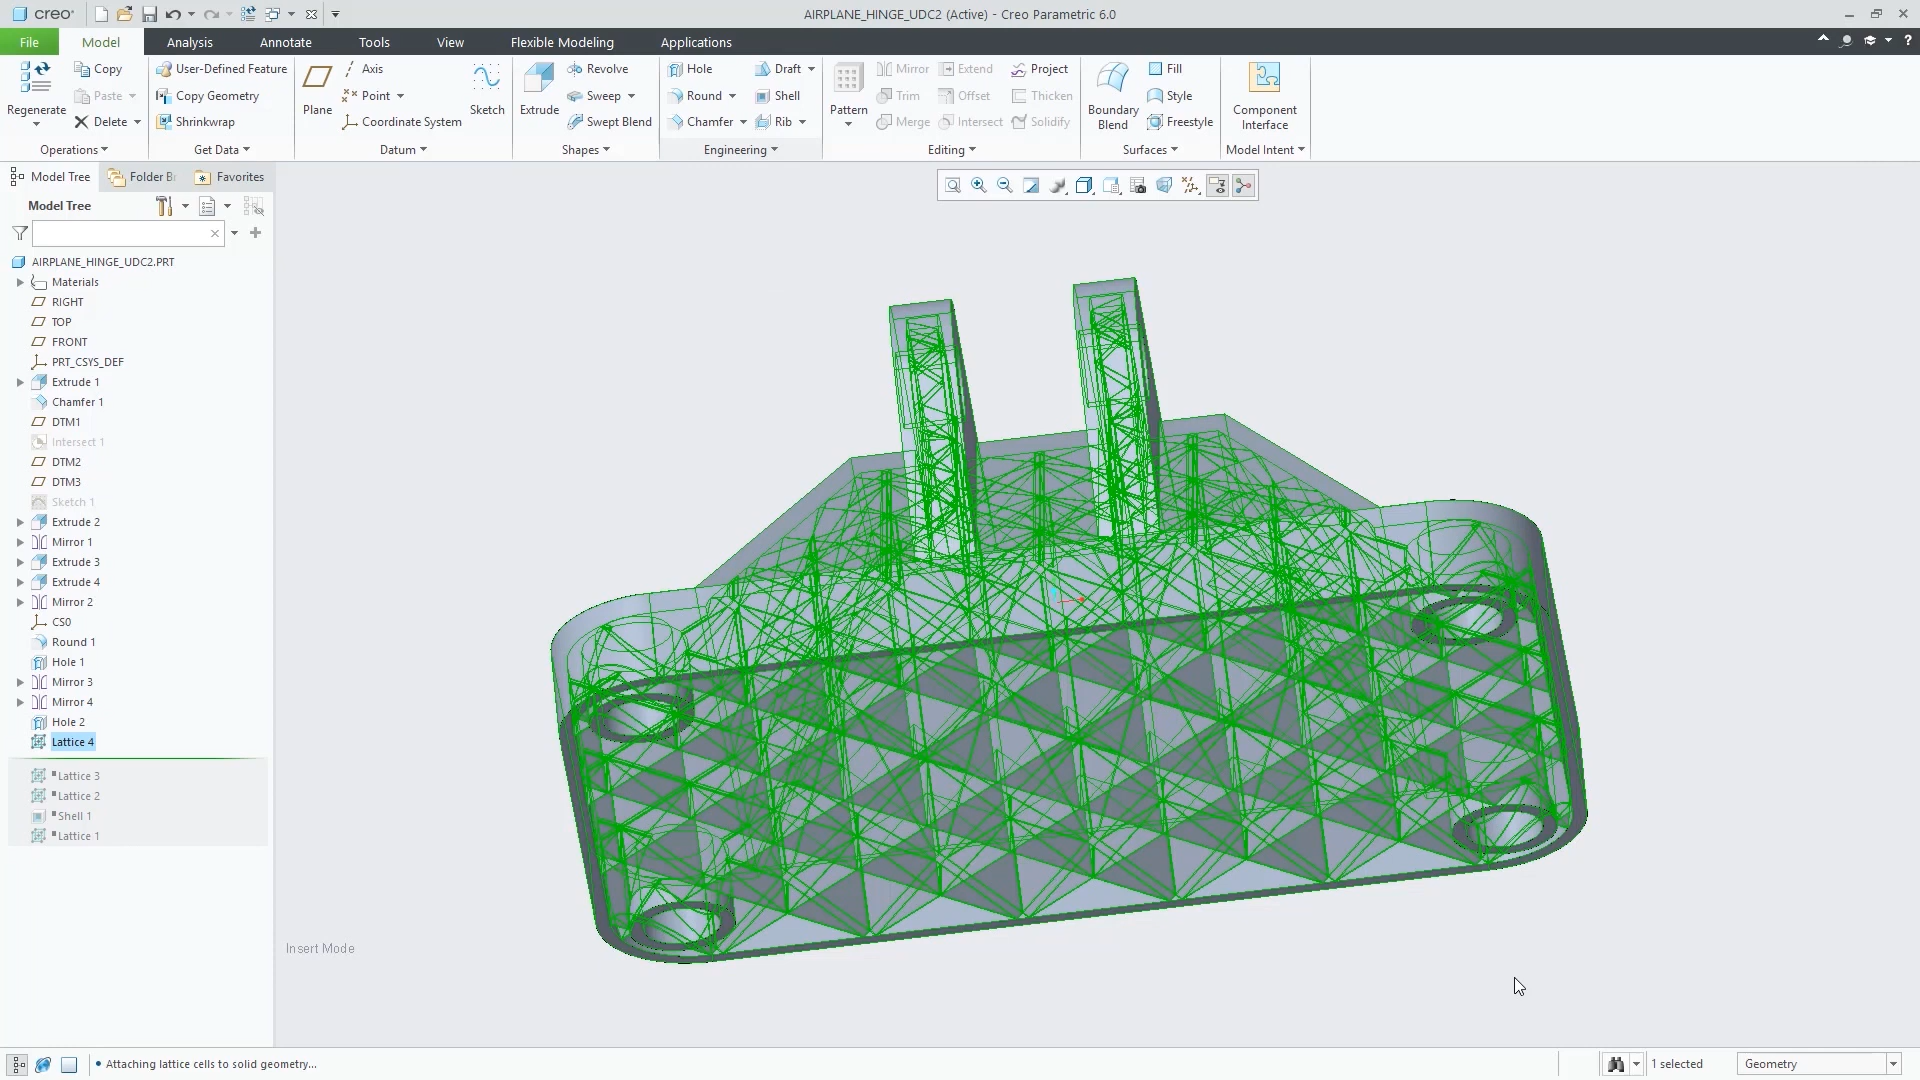 creo
AIRPLANE_HINGE_UDC2 (Active) - Creo Parametric 6.0
File
Model
Analysis
Annotate
Tools
View
Flexible Modeling
Applications
?
Regenerate
Copy
Paste
Delete
Operations
User-Defined Feature
Copy Geometry
Shrinkwrap
Get Data
Plane
Axis
Point
Coordinate System
Sketch
Datum
Extrude
Revolve
Sweep
Swept Blend
Shapes
Hole
Round
Chamfer
Draft
Shell
Rib
Engineering
Pattern
Mirror
Trim
Merge
Extend
Offset
Intersect
Project
Thicken
Solidify
Editing
Boundary
Blend
Fill
Style
Freestyle
Surfaces
Component
Interface
Model Intent
Model Tree
Folder Br
Favorites
Model Tree
AIRPLANE_HINGE_UDC2.PRT
Materials
RIGHT
TOP
FRONT
PRT_CSYS_DEF
Extrude 1
Chamfer 1
DTM1
Intersect 1
DTM2
DTM3
Sketch 1
Extrude 2
Mirror 1
Extrude 3
Extrude 4
Mirror 2
CS0
Round 1
Hole 1
Mirror 3
Mirror 4
Hole 2
Lattice 4
Lattice 3
Lattice 2
Shell 1
Lattice 1
Insert Mode
• Attaching lattice cells to solid geometry...
1 selected
Geometry